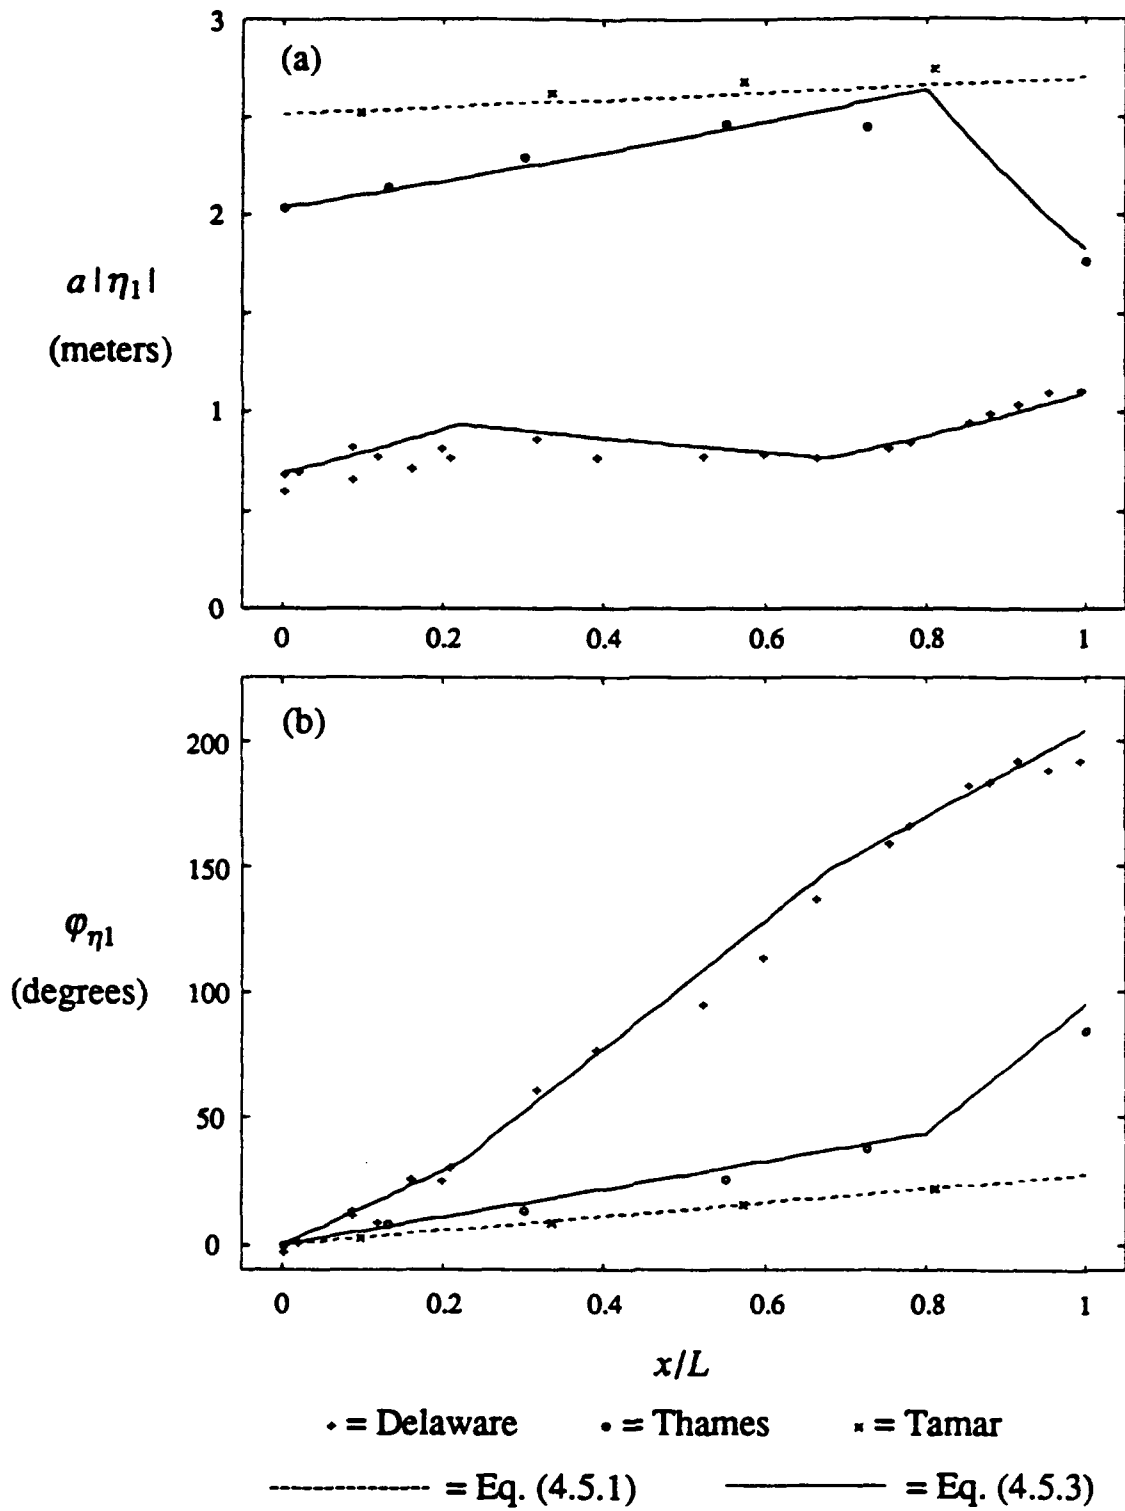 3
(a)
2
a|η₁|
(meters)
1
0
0 0.2 0.4 0.6 0.8 1
(b)
200
150
φη1
(degrees)
100
50
0
0 0.2 0.4 0.6 0.8 1
x/L
+ = Delaware • = Thames × = Tamar
------------ = Eq. (4.5.1) ———— = Eq. (4.5.3)